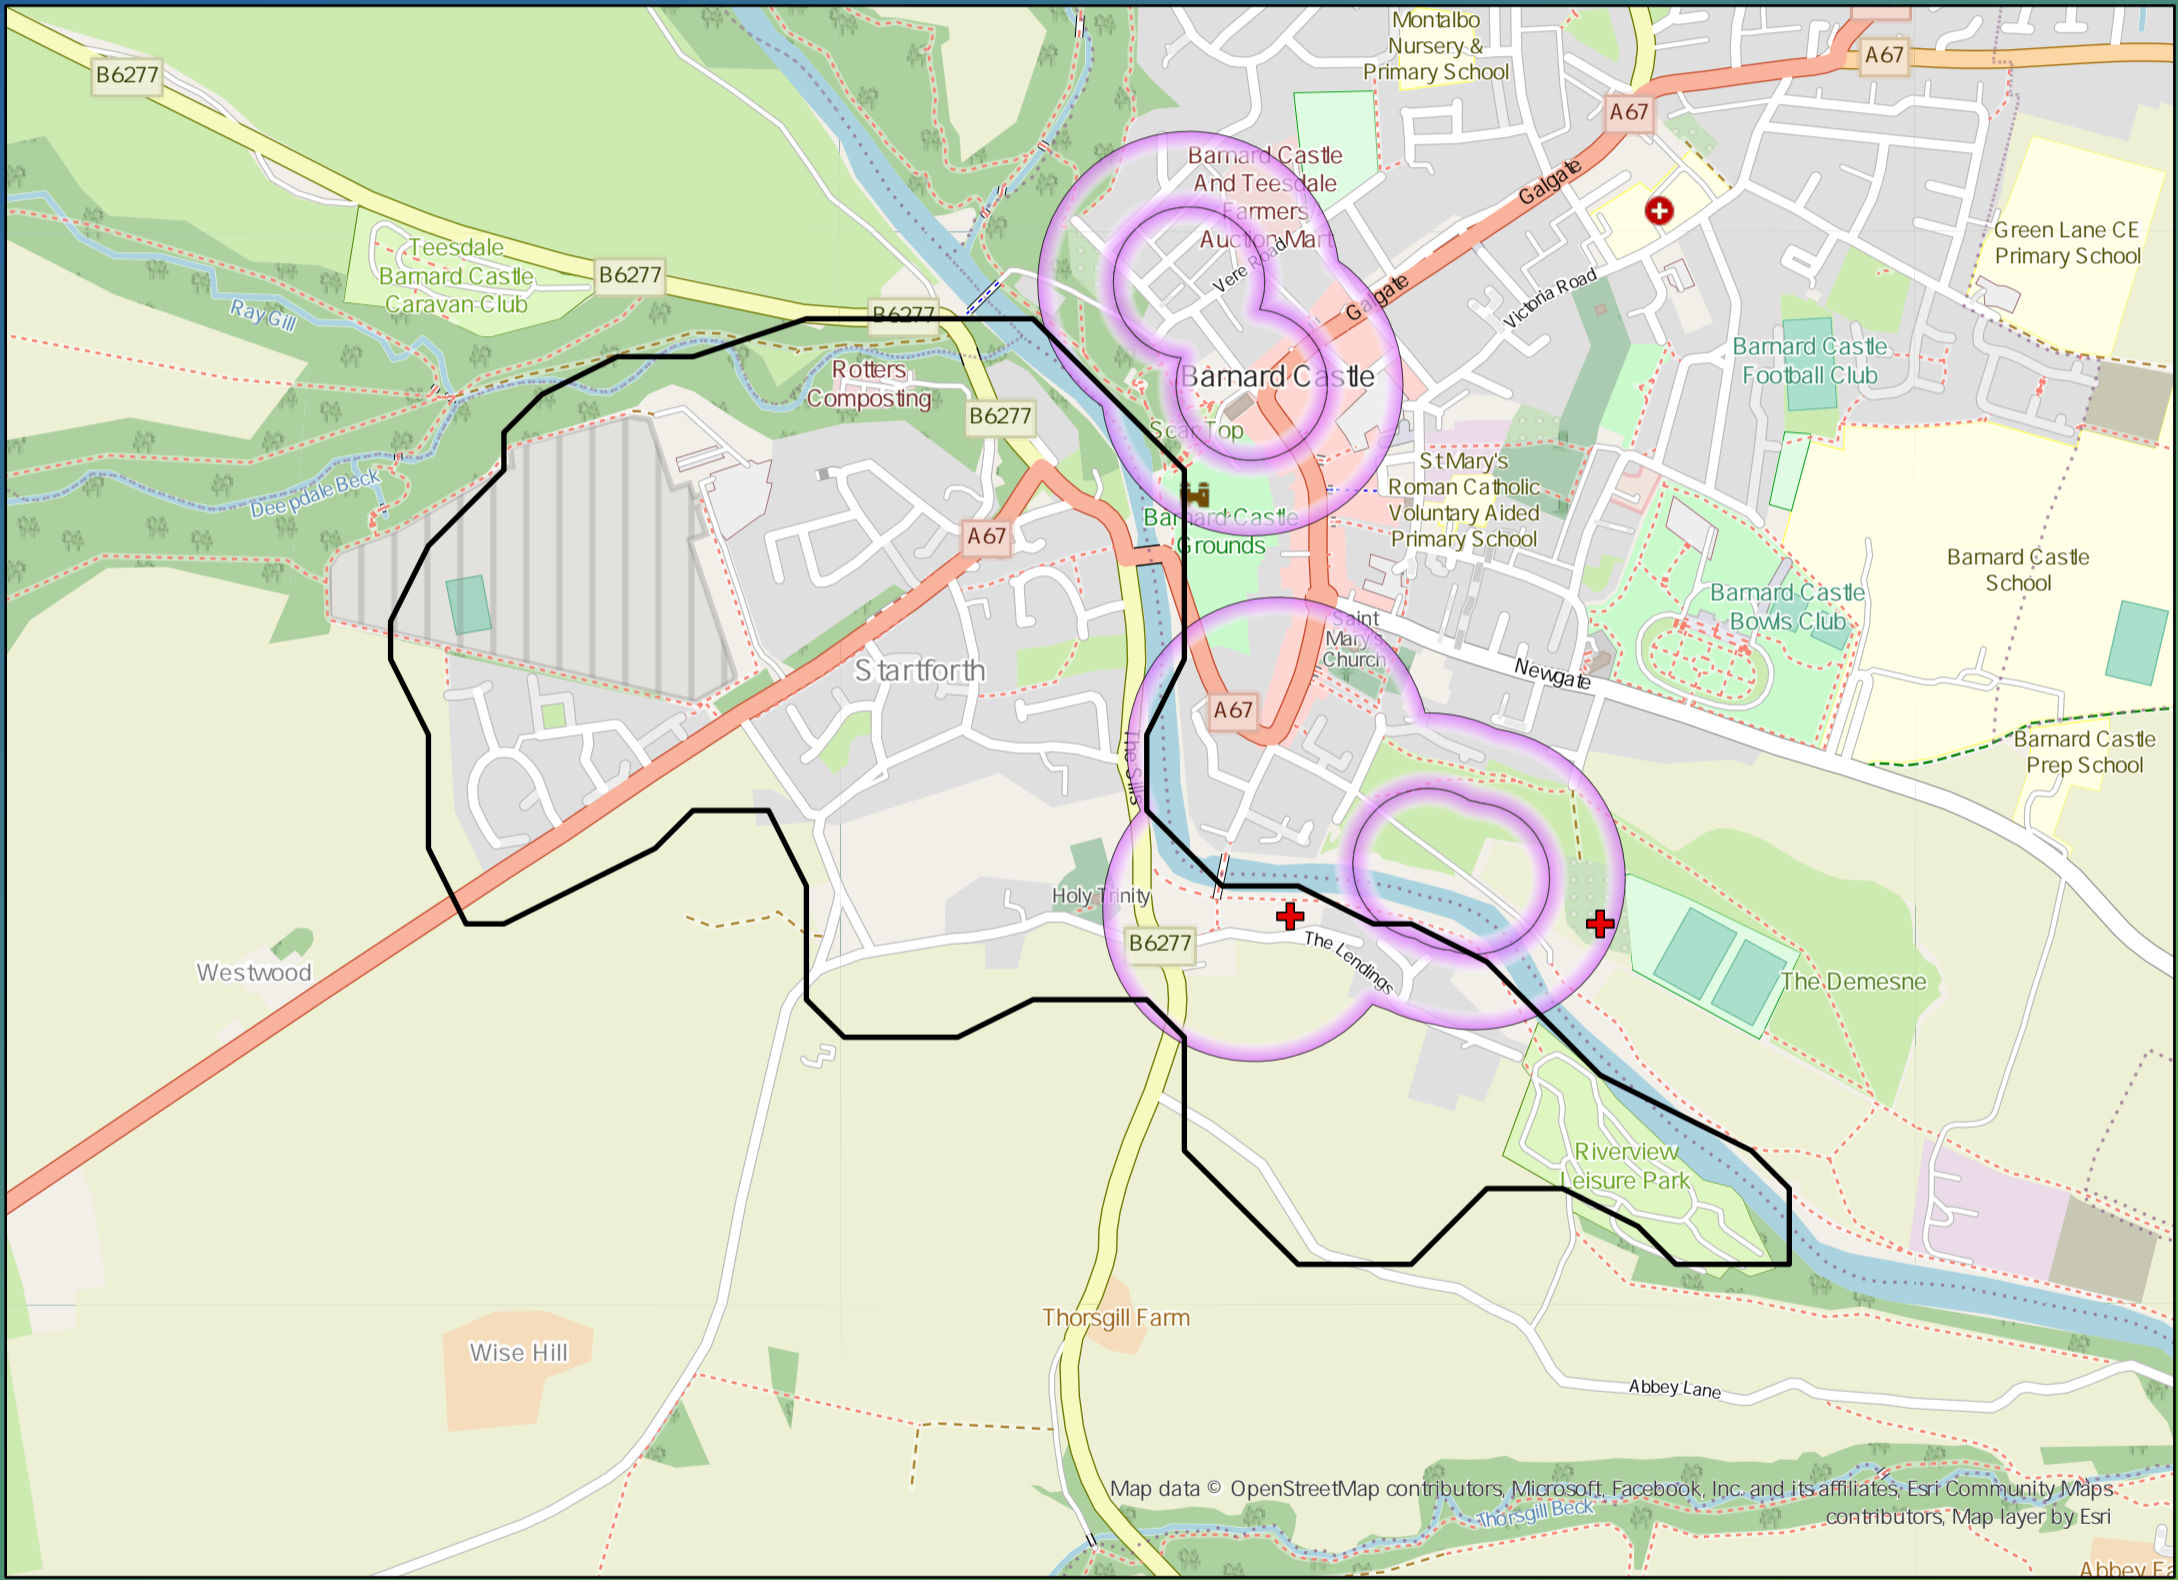 Montalbo
Nursery &
Primary School
B6277
A67
A67
Barnard Castle
And Teesdale
Farmers
Auction Mart
Galgate
Green Lane CE
Primary School
Teesdale
Barnard Castle
Caravan Club
B6277
Vere Road
Galgate
Victoria Road
Ray Gill
B6277
Barnard Castle
Football Club
Rotters
Composting
Barnard Castle
B6277
Scar Top
St Mary's
Roman Catholic
Voluntary Aided
Primary School
Deepdale Beck
Barnard Castle
Grounds
A67
Barnard Castle
School
Barnard Castle
Bowls Club
Saint
Mary's
Church
Startforth
Newgate
A67
Barnard Castle
Prep School
The Sills
Holy Trinity
B6277
The Lendings
Westwood
The Demesne
Riverview
Leisure Park
Thorsgill Farm
Wise Hill
Abbey Lane
Map data © OpenStreetMap contributors, Microsoft, Facebook, Inc. and its affiliates, Esri Community Maps
contributors, Map layer by Esri
Thorsgill Beck
Abbey Fa